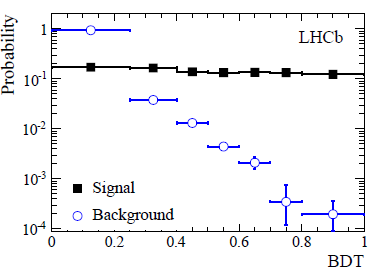 Probability
LHCb
1
10⁻¹
10⁻²
10⁻³
10⁻⁴
Signal
Background
0 0.2 0.4 0.6 0.8 1
BDT